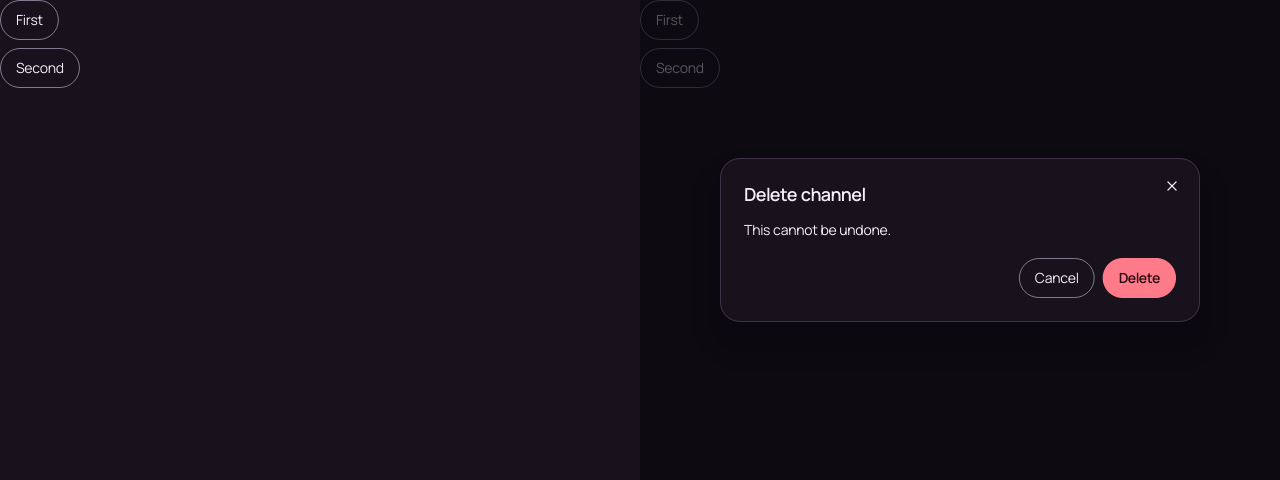 First
Second
First
Second
Delete channel
This cannot be undone.
Cancel Delete